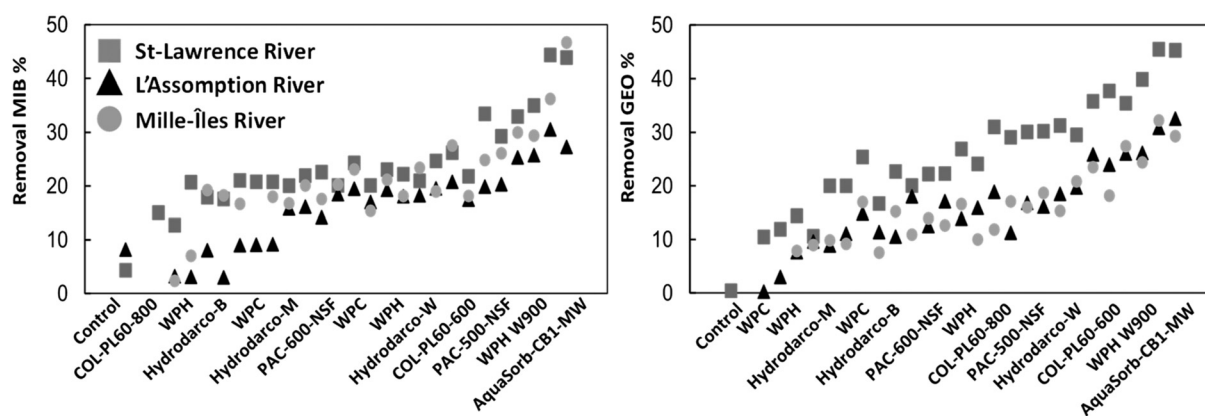 Removal MIB %
50
40
30
20
10
0
St-Lawrence River
L'Assomption River
Mille-Îles River
Control
COL-PL60-800
WPH
Hydrodarco-B
WPC
Hydrodarco-M
PAC-600-NSF
WPC
WPH
Hydrodarco-W
COL-PL60-600
PAC-500-NSF
WPH W900
AquaSorb-CB1-MW
Removal GEO %
50
40
30
20
10
0
Control
WPC
WPH
Hydrodarco-M
WPC
Hydrodarco-B
PAC-600-NSF
WPH
COL-PL60-800
PAC-500-NSF
Hydrodarco-W
COL-PL60-600
WPH W900
AquaSorb-CB1-MW